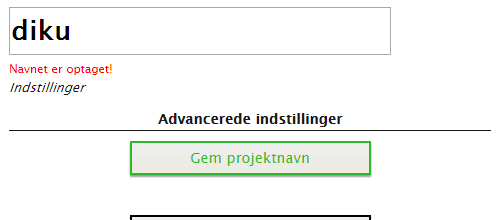 diku
Navnet er optaget!
Indstillinger
Advancerede indstillinger
Gem projektnavn